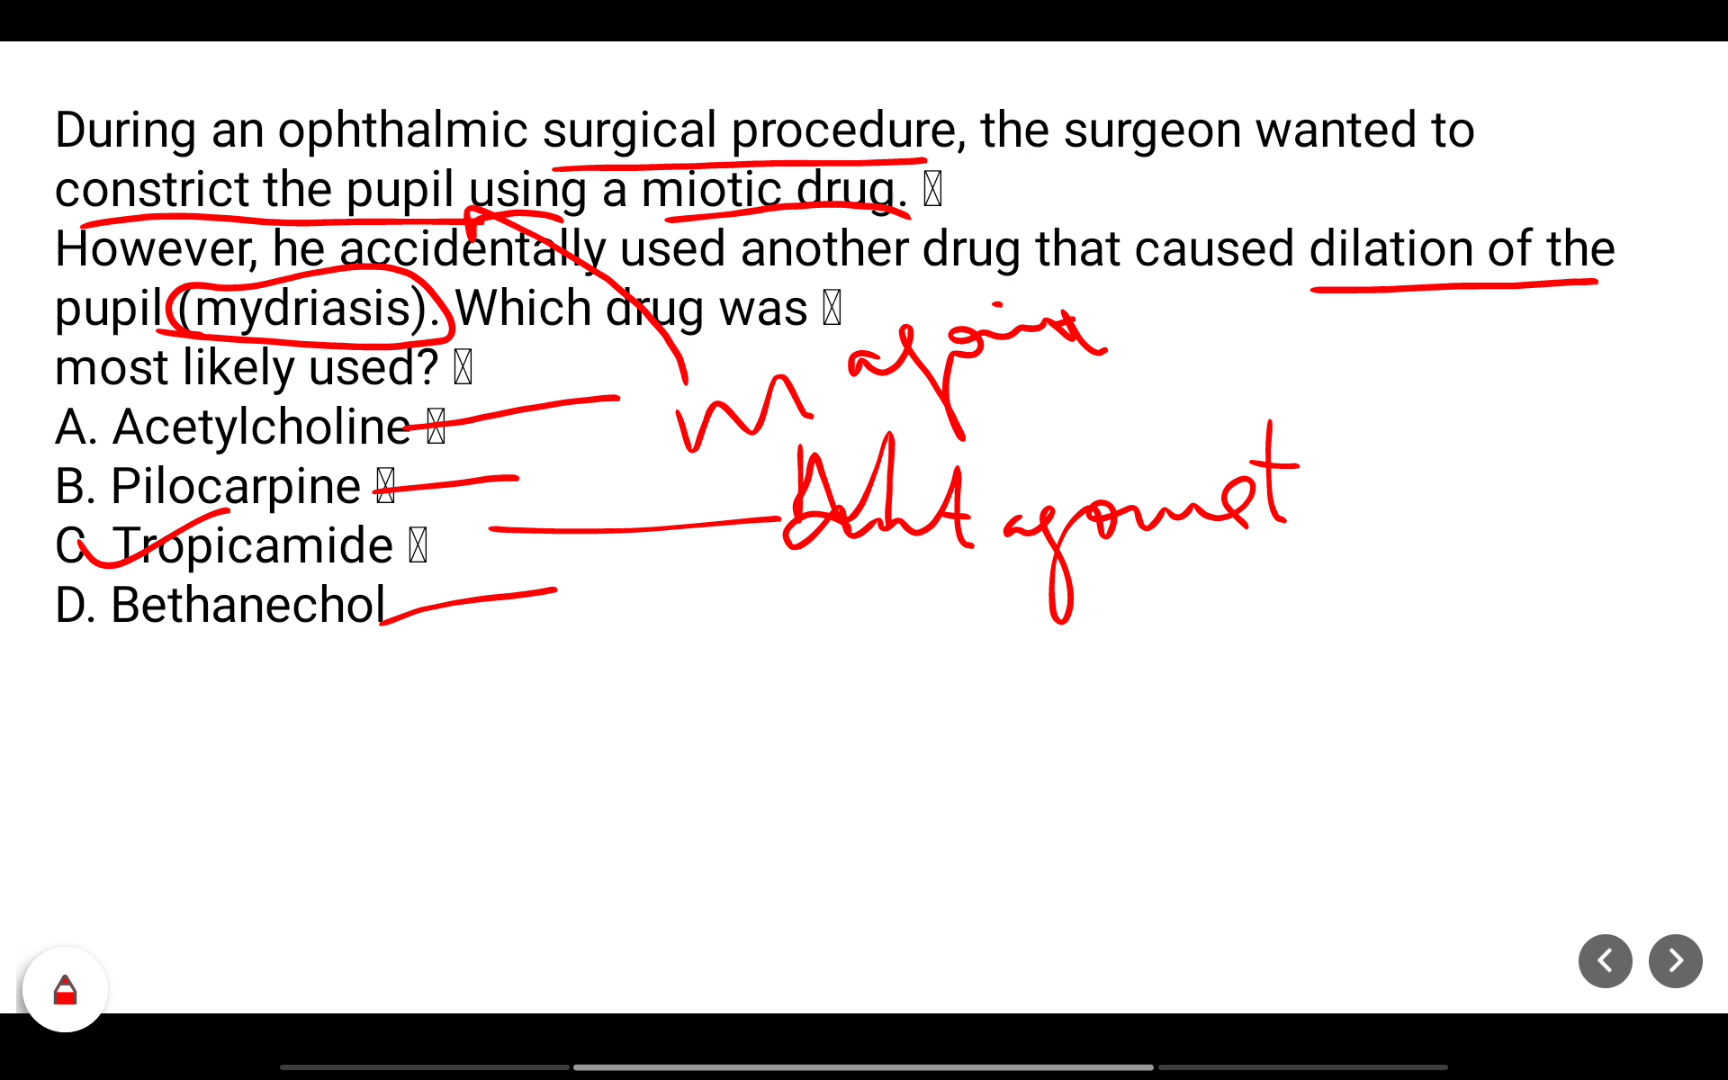 During an ophthalmic surgical procedure, the surgeon wanted to
constrict the pupil using a miotic drug.
However, he accidentally used another drug that caused dilation of the
pupil (mydriasis). Which drug was
most likely used?
A. Acetylcholine
B. Pilocarpine
C. Tropicamide
D. Bethanechol